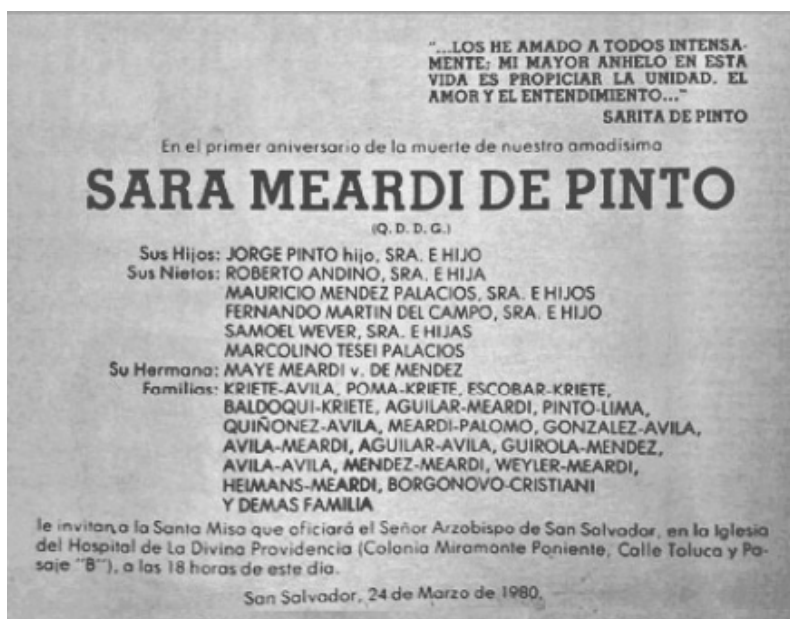 "...LOS HE AMADO A TODOS INTENSA-
MENTE; MI MAYOR ANHELO EN ESTA
VIDA ES PROPICIAR LA UNIDAD. EL
AMOR Y EL ENTENDIMIENTO..."
SARITA DE PINTO
En el primer aniversario de la muerte de nuestra amadísima
SARA MEARDI DE PINTO
(Q. D. D. G.)
Sus Hijos: JORGE PINTO hijo, SRA. E HIJO
Sus Nietos: ROBERTO ANDINO, SRA. E HIJA
MAURICIO MENDEZ PALACIOS, SRA. E HIJOS
FERNANDO MARTIN DEL CAMPO, SRA. E HIJO
SAMOEL WEVER, SRA. E HIJAS
MARCOLINO TESEI PALACIOS
Su Hermana: MAYE MEARDI v. DE MENDEZ
Familias: KRIETE-AVILA, POMA-KRIETE, ESCOBAR-KRIETE,
BALDOQUI-KRIETE, AGUILAR-MEARDI, PINTO-LIMA,
QUIÑONEZ-AVILA, MEARDI-PALOMO, GONZALEZ-AVILA,
AVILA-MEARDI, AGUILAR-AVILA, GUIROLA-MENDEZ,
AVILA-AVILA, MENDEZ-MEARDI, WEYLER-MEARDI,
HEIMANS-MEARDI, BORGONOVO-CRISTIANI
Y DEMAS FAMILIA
le invitan a la Santa Misa que oficiará el Señor Arzobispo de San Salvador, en la Iglesia
del Hospital de La Divina Providencia (Colonia Miramonte Poniente, Calle Toluca y Pa-
saje "B"), a las 18 horas de este día.
San Salvador, 24 de Marzo de 1980.